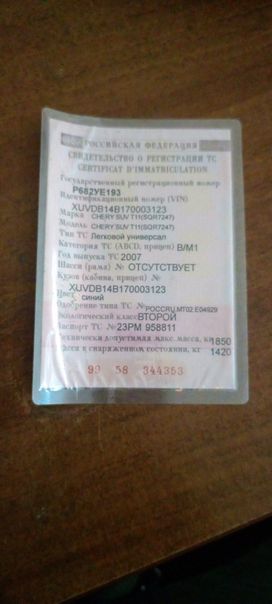 РОССИЙСКАЯ ФЕДЕРАЦИЯ
СВИДЕТЕЛЬСТВО О РЕГИСТРАЦИИ ТС
CERTIFICAT D'IMMATRICULATION
Государственный регистрационный номер
Р682УЕ193
Идентификационный номер (VIN)
XUVDB14B170003123
Марка CHERY SUV T11(SQR7247)
Модель CHERY SUV T11(SQR7247)
Тип ТС Легковой универсал
Категория ТС (ABCD, прицеп) B/M1
Год выпуска ТС 2007
Шасси (рама) № ОТСУТСТВУЕТ
Кузов (кабина, прицеп) №
XUVDB14B170003123
Цвет синий
Одобрение типа ТС № РОССRU.МТ02.Е04929
Экологический класс ВТОРОЙ
Паспорт ТС № 23РМ 958811
Технически допустимая макс. масса, кг 1850
Масса в снаряженном состоянии, кг 1420
99 58 344353